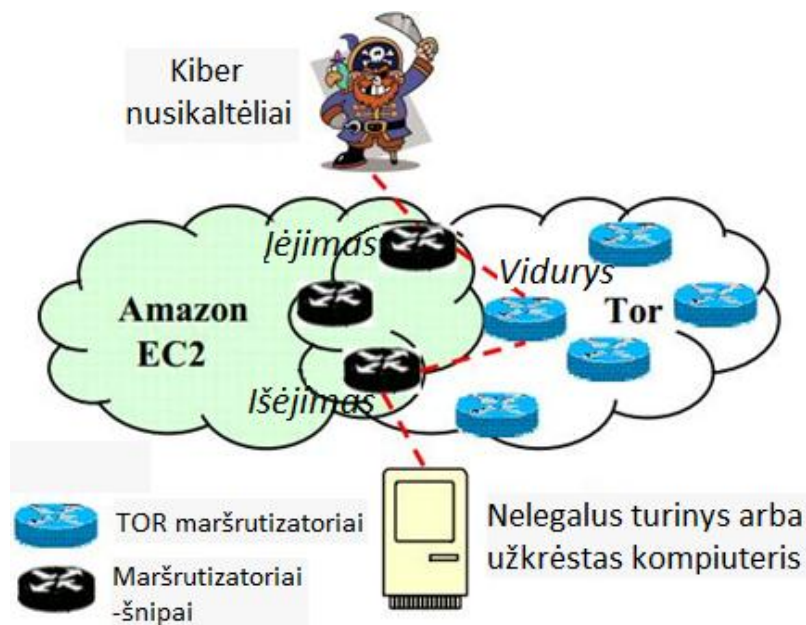 Kiber
nusikaltėliai
Įėjimas
Vidurys
Amazon
EC2
Tor
Išėjimas
TOR maršrutizatoriai
Maršrutizatoriai
-šnipai
Nelegalus turinys arba
užkrėstas kompiuteris